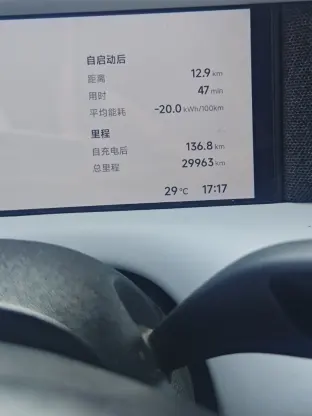 自启动后
距离 12.9 km
用时 47 min
平均能耗 -20.0 kWh/100km
里程
自充电后 136.8 km
总里程 29963 km
29 ℃ 17:17